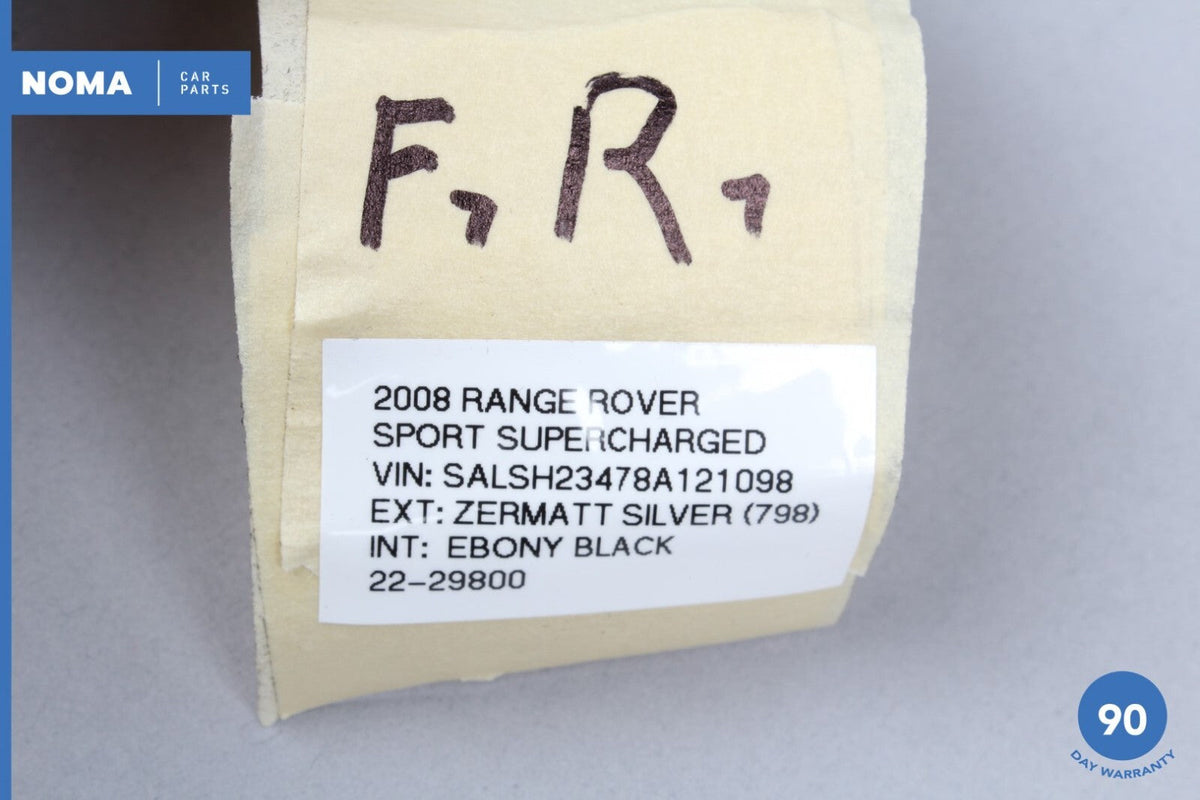 NOMA
CAR
PARTS
F, R,
2008 RANGE ROVER
SPORT SUPERCHARGED
VIN: SALSH23478A121098
EXT: ZERMATT SILVER (798)
INT: EBONY BLACK
22-29800
90
DAY WARRANTY